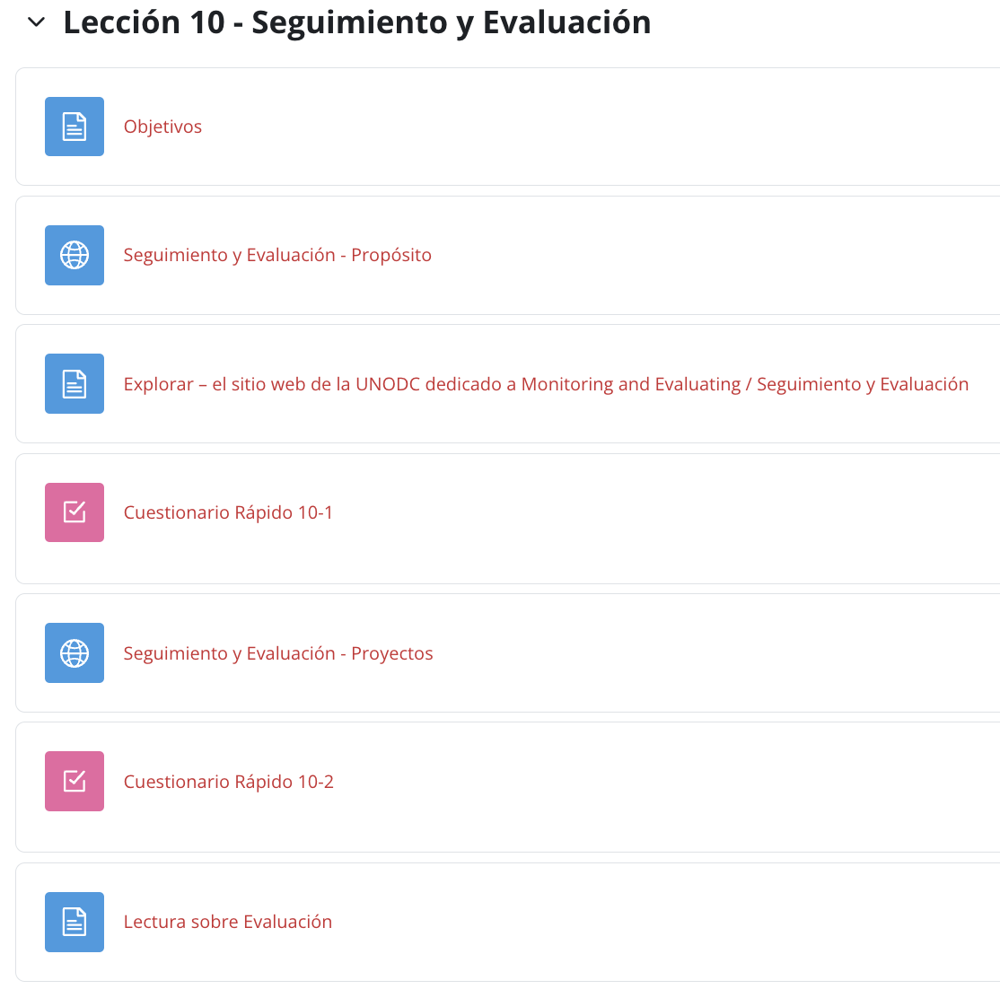 Lección 10 - Seguimiento y Evaluación
Objetivos
Seguimiento y Evaluación - Propósito
Explorar – el sitio web de la UNODC dedicado a Monitoring and Evaluating / Seguimiento y Evaluación
Cuestionario Rápido 10-1
Seguimiento y Evaluación - Proyectos
Cuestionario Rápido 10-2
Lectura sobre Evaluación